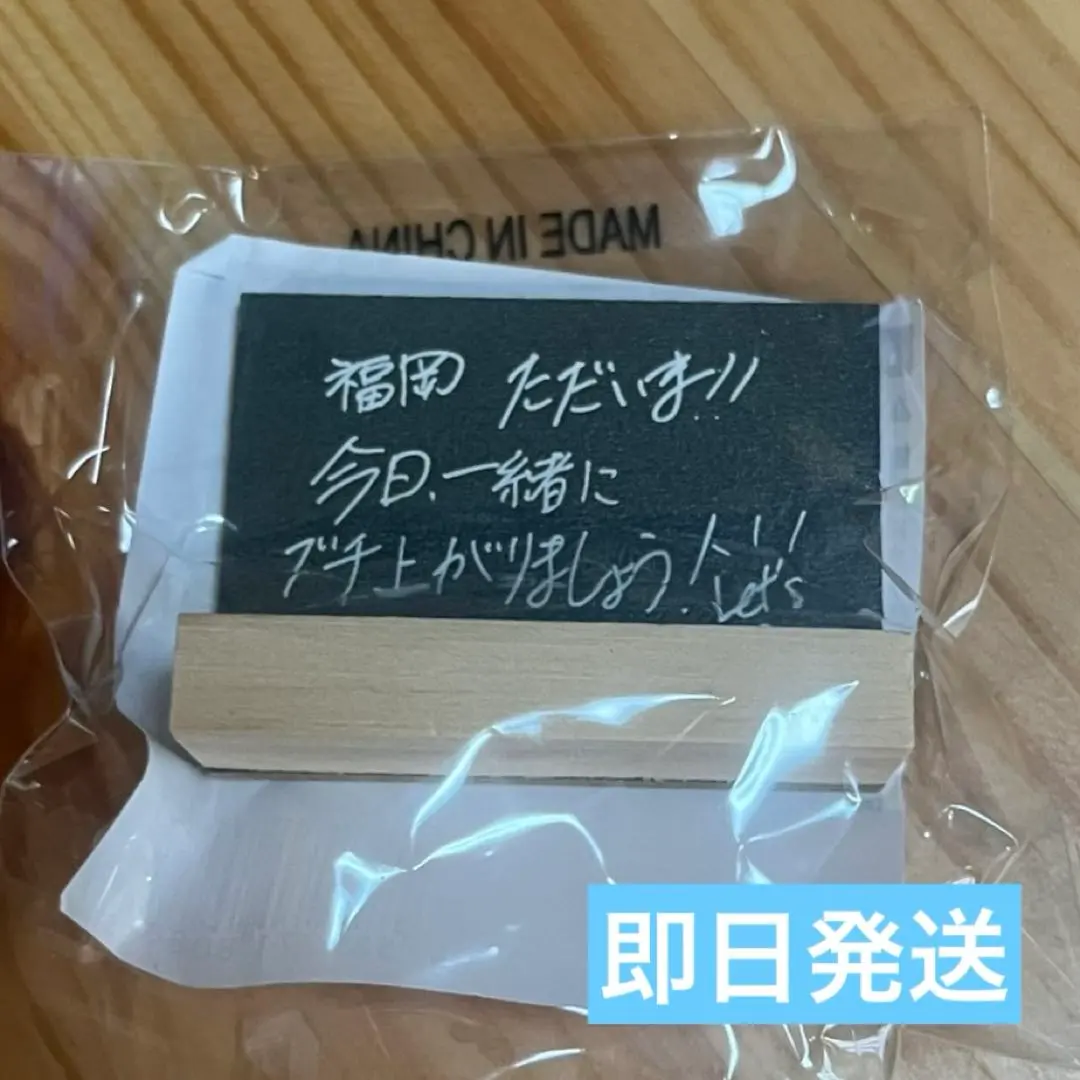 MADE IN CHINA
福岡 ただいま!!
今日、一緒に
ブチ上がりましょう!!!
Let's
即日発送